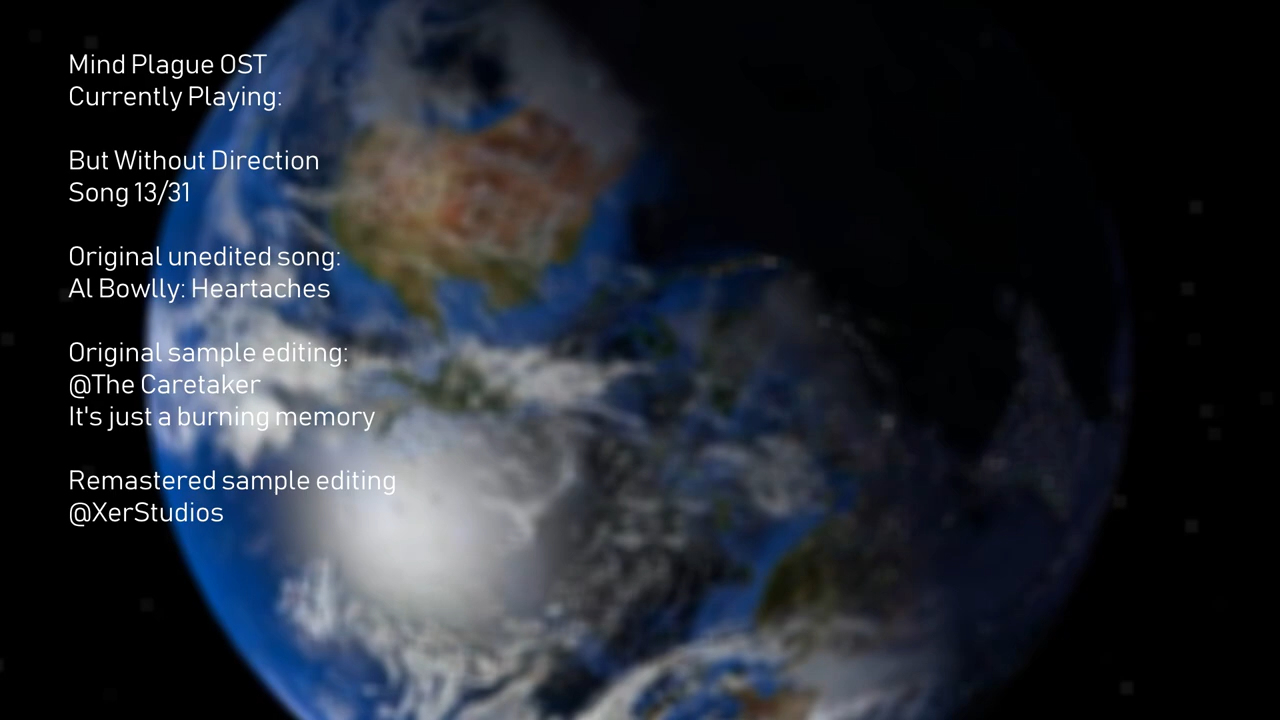 Mind Plague OST
Currently Playing:
But Without Direction
Song 13/31
Original unedited song:
Al Bowlly: Heartaches
Original sample editing:
@The Caretaker
It's just a burning memory
Remastered sample editing
@XerStudios